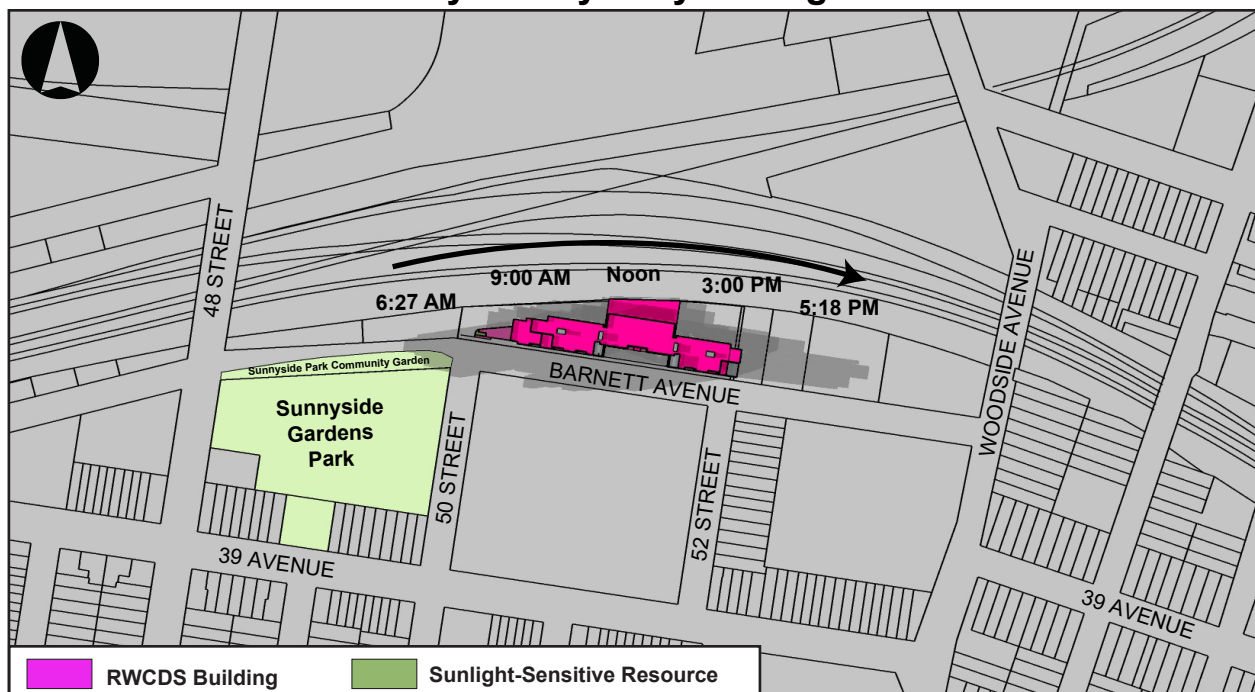 48 STREET
6:27 AM
9:00 AM
Noon
3:00 PM
5:18 PM
WOODSIDE AVENUE
Sunnyside Park Community Garden
BARNETT AVENUE
Sunnyside
Gardens
Park
50 STREET
52 STREET
39 AVENUE
39 AVENUE
RWCDS Building
Sunlight-Sensitive Resource